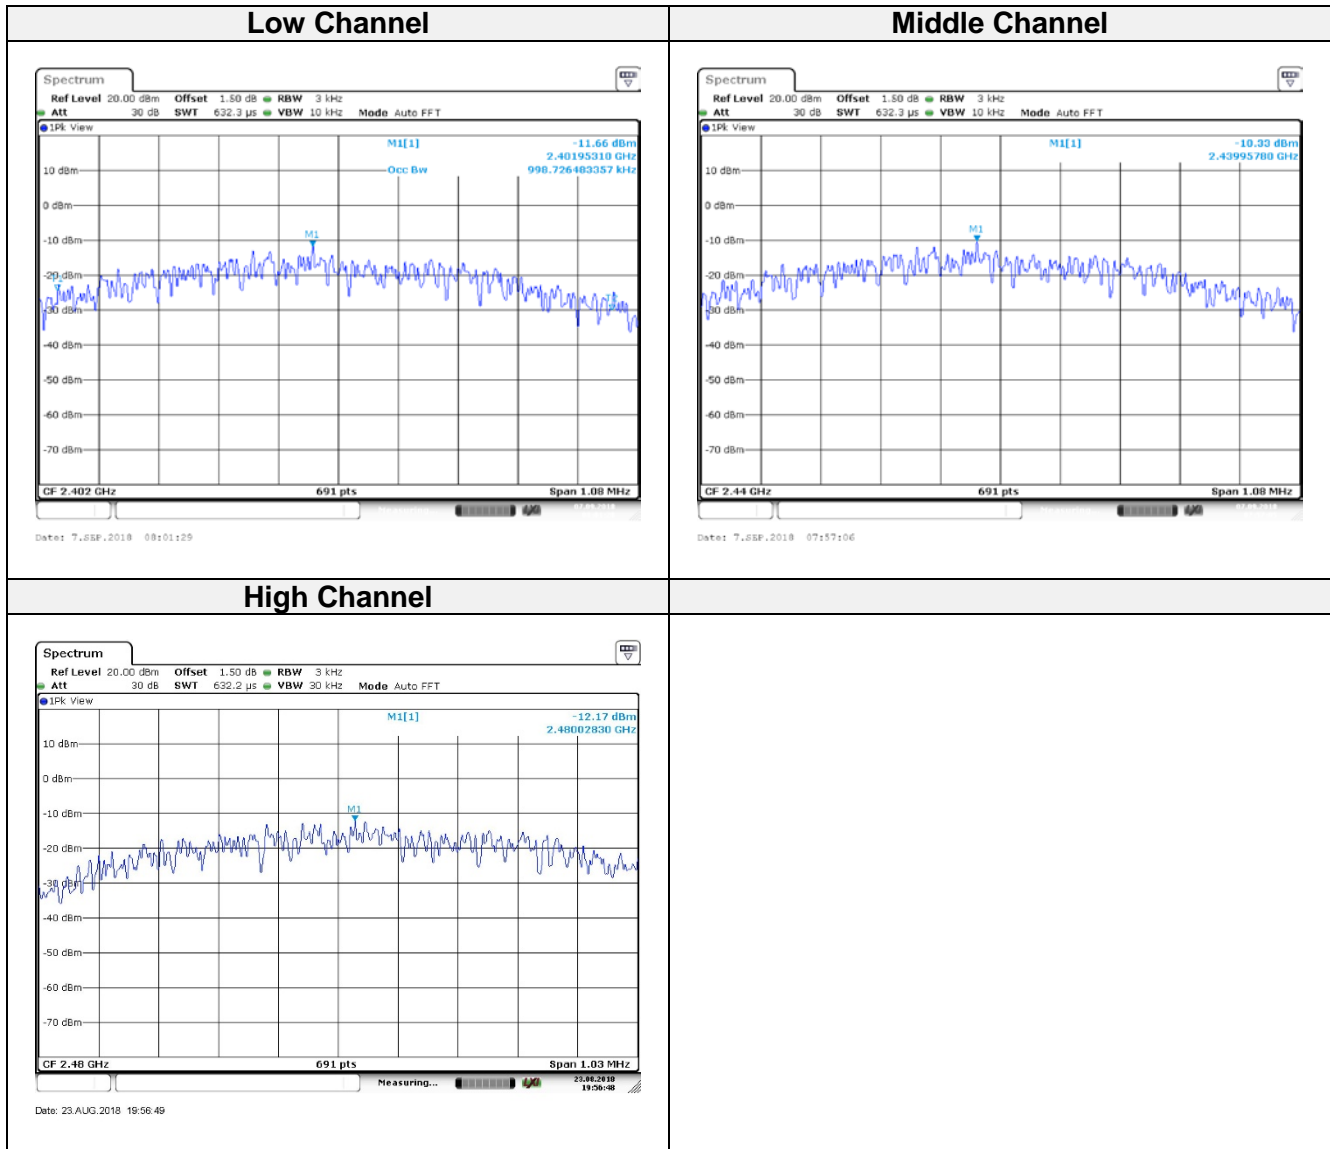 Low Channel
Middle Channel
Spectrum
Ref Level 20.00 dBm Offset 1.50 dB RBW 3 kHz
Att 30 dB SWT 632.3 µs VBW 10 kHz Mode Auto FFT
1Pk View
M1[1] -11.66 dBm
2.40195310 GHz
Occ Bw 998.726483357 kHz
10 dBm
0 dBm
M1
-10 dBm
-20 dBm
-30 dBm
-40 dBm
-50 dBm
-60 dBm
-70 dBm
CF 2.402 GHz 691 pts Span 1.08 MHz
Date: 7.SEP.2018 08:01:29
Spectrum
Ref Level 20.00 dBm Offset 1.50 dB RBW 3 kHz
Att 30 dB SWT 632.3 µs VBW 10 kHz Mode Auto FFT
1Pk View
M1[1] -10.33 dBm
2.43995780 GHz
10 dBm
0 dBm
M1
-10 dBm
-20 dBm
-30 dBm
-40 dBm
-50 dBm
-60 dBm
-70 dBm
CF 2.44 GHz 691 pts Span 1.08 MHz
Date: 7.SEP.2018 07:57:06
High Channel
Spectrum
Ref Level 20.00 dBm Offset 1.50 dB RBW 3 kHz
Att 30 dB SWT 632.2 µs VBW 30 kHz Mode Auto FFT
1Pk View
M1[1] -12.17 dBm
2.48002830 GHz
10 dBm
0 dBm
-10 dBm
M1
-20 dBm
-30 dBm
-40 dBm
-50 dBm
-60 dBm
-70 dBm
CF 2.48 GHz 691 pts Span 1.03 MHz
Measuring... 23.08.2018
19:56:48
Date: 23.AUG.2018 19:56:49